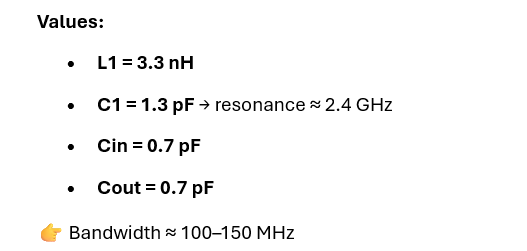 Values:
• L1 = 3.3 nH
• C1 = 1.3 pF → resonance ≈ 2.4 GHz
• Cin = 0.7 pF
• Cout = 0.7 pF
👉 Bandwidth ≈ 100–150 MHz